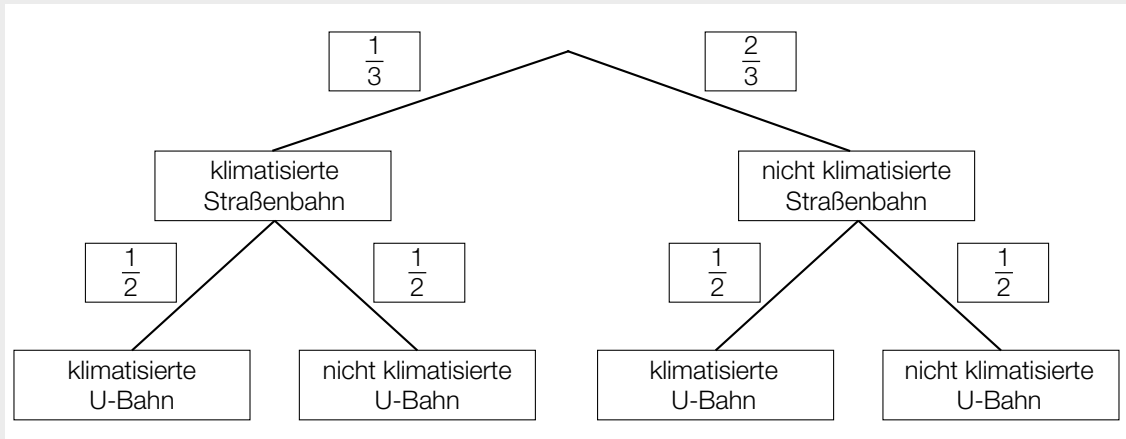 1/3
2/3
klimatisierte
Straßenbahn
nicht klimatisierte
Straßenbahn
1/2
1/2
1/2
1/2
klimatisierte
U-Bahn
nicht klimatisierte
U-Bahn
klimatisierte
U-Bahn
nicht klimatisierte
U-Bahn